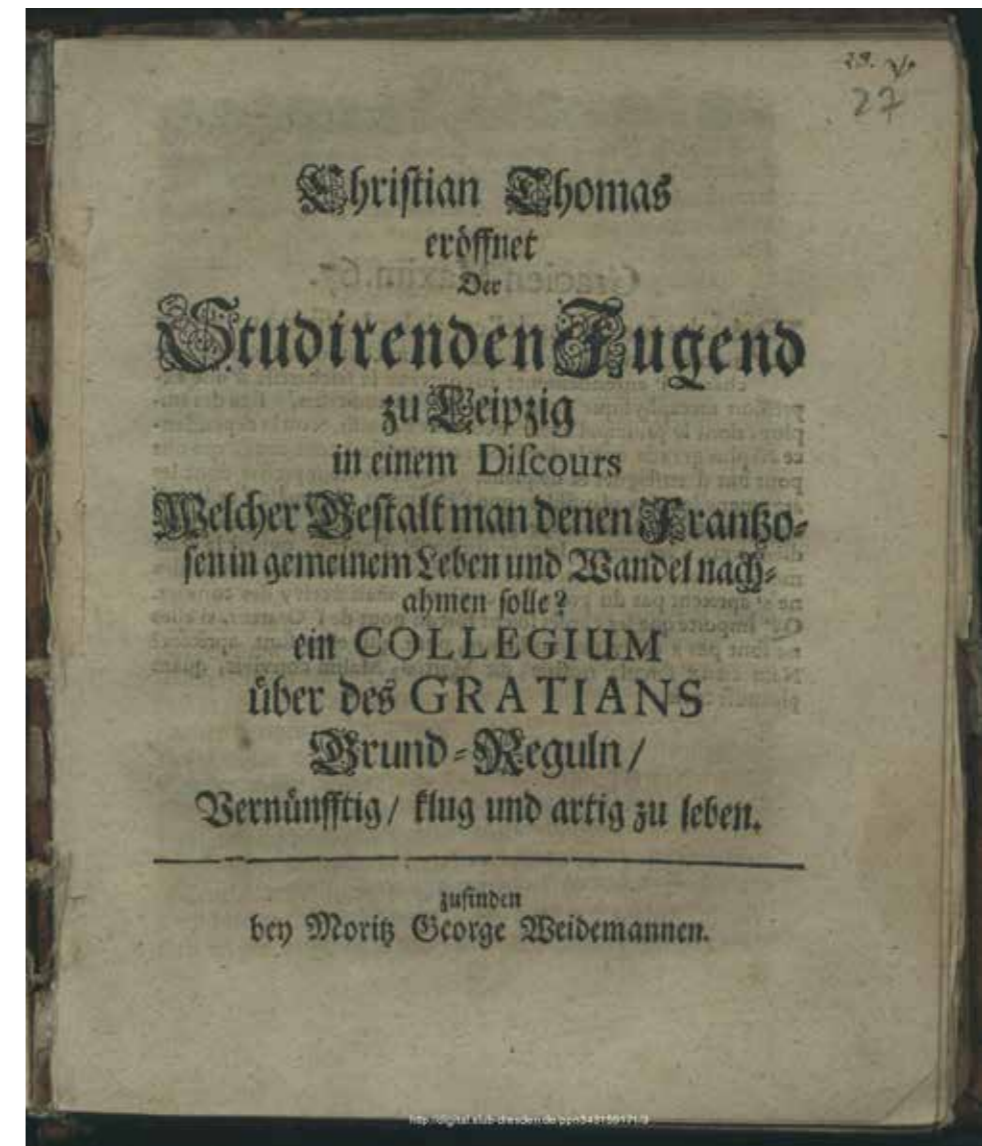 27
Christian Thomas
eröffnet
Der
Studirenden Jugend
zu Leipzig
in einem Discours
Welcher Gestalt man denen Frantzo-
sen in gemeinem Leben und Wandel nach-
ahmen solle?
ein COLLEGIUM
über des GRATIANS
Grund-Reguln/
Vernünfftig/ klug und artig zu leben.
zufinden
bey Moritz George Weidemannen.